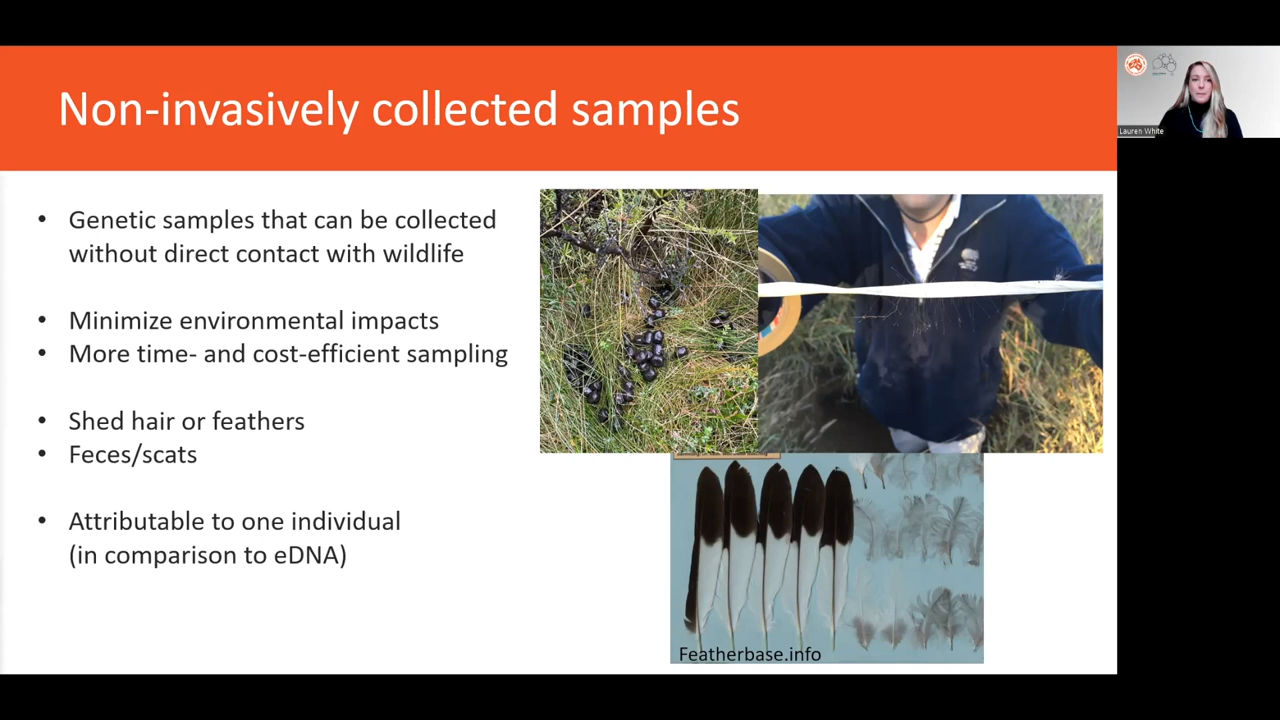 Non-invasively collected samples
• Genetic samples that can be collected
without direct contact with wildlife
• Minimize environmental impacts
• More time- and cost-efficient sampling
• Shed hair or feathers
• Feces/scats
• Attributable to one individual
(in comparison to eDNA)
Featherbase.info
Lauren White